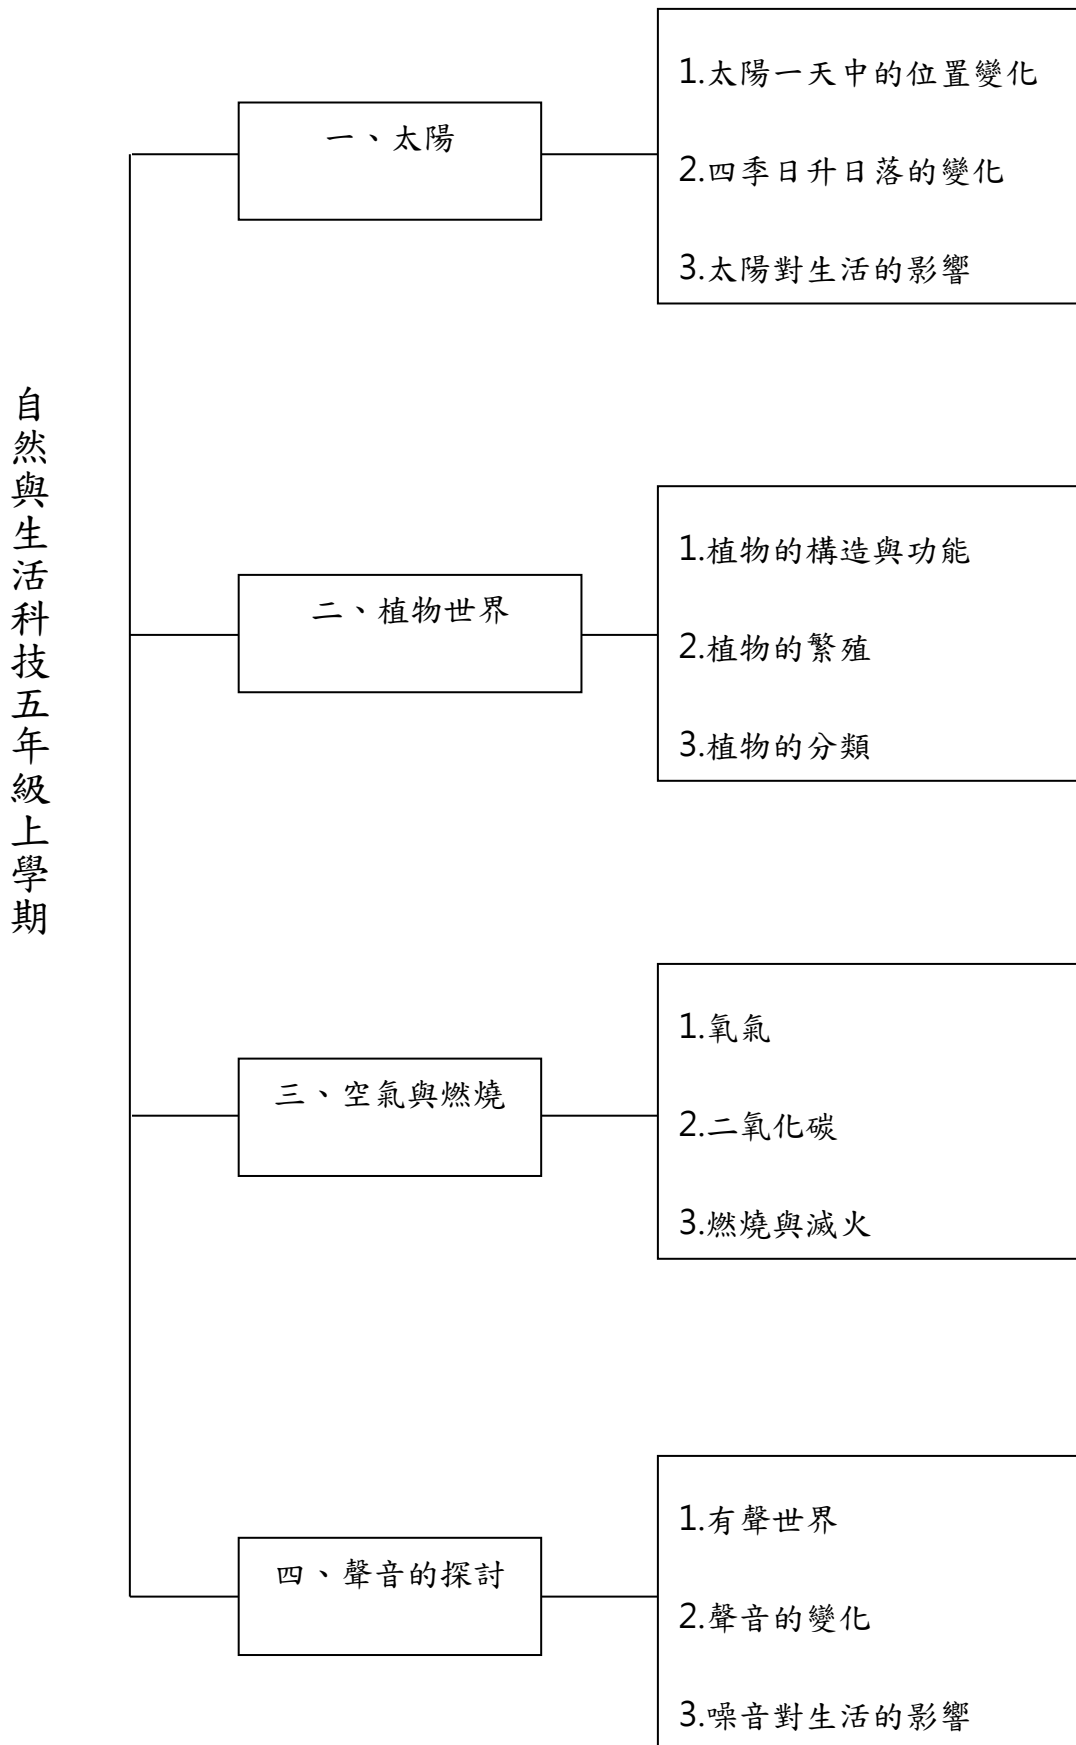 自然與生活科技五年級上學期
一、太陽
1.太陽一天中的位置變化
2.四季日升日落的變化
3.太陽對生活的影響
二、植物世界
1.植物的構造與功能
2.植物的繁殖
3.植物的分類
三、空氣與燃燒
1.氧氣
2.二氧化碳
3.燃燒與滅火
四、聲音的探討
1.有聲世界
2.聲音的變化
3.噪音對生活的影響